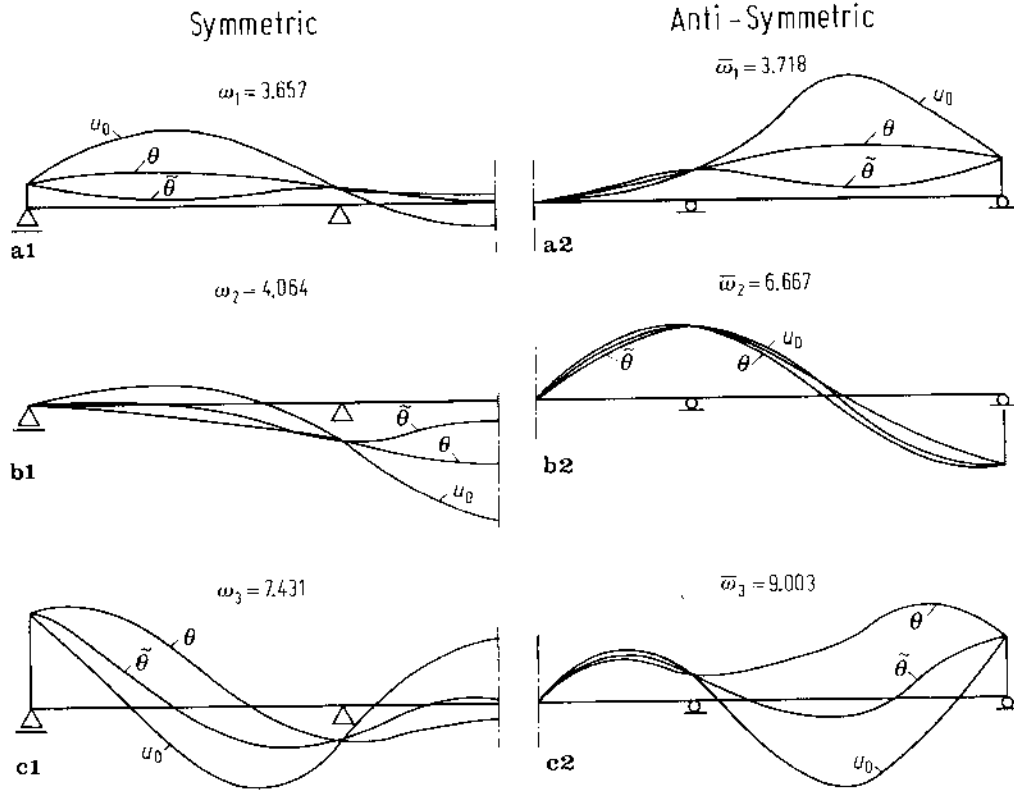 Symmetric
Anti-Symmetric
ω₁ = 3.657
u₀
θ
θ̃
a1
ω̅₁ = 3.718
u₀
θ
θ̃
a2
ω₂ = 4.064
θ̃
θ
u₀
b1
ω̅₂ = 6.667
u₀
θ̃
θ
b2
ω₃ = 7.431
θ
θ̃
u₀
c1
ω̅₃ = 9.003
θ
θ̃
u₀
c2